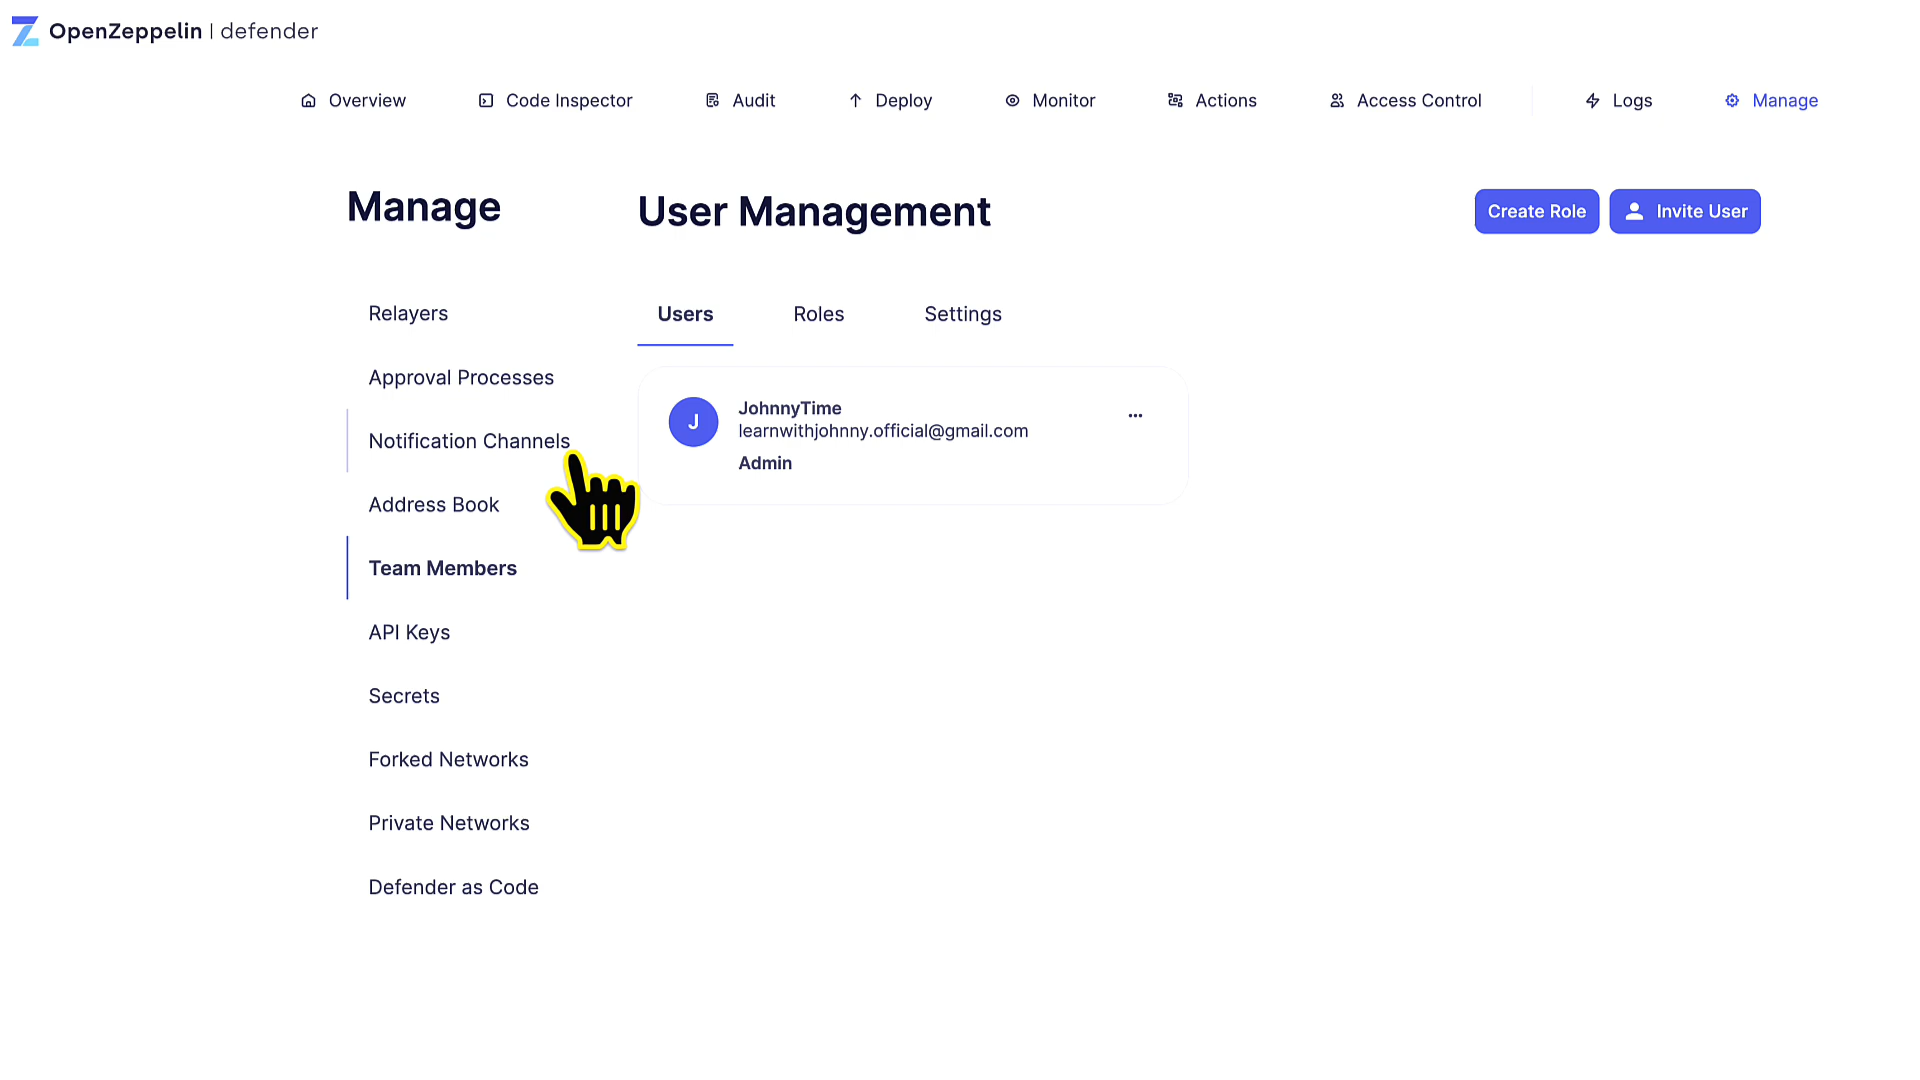 OpenZeppelin | defender
Overview Code Inspector Audit Deploy Monitor Actions Access Control Logs Manage
Manage
User Management
Create Role
Invite User
Relayers
Approval Processes
Notification Channels
Address Book
Team Members
API Keys
Secrets
Forked Networks
Private Networks
Defender as Code
Users Roles Settings
J
JohnnyTime
learnwithjohnny.official@gmail.com
Admin